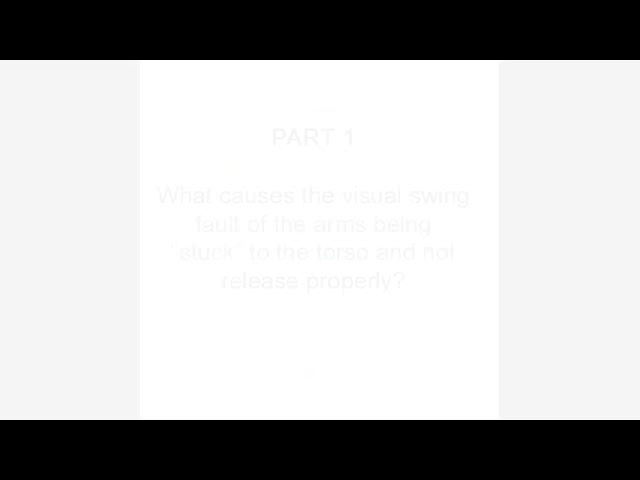 PART 1
What causes the visual swing
fault of the arms being
"stuck" to the torso and not
release properly?